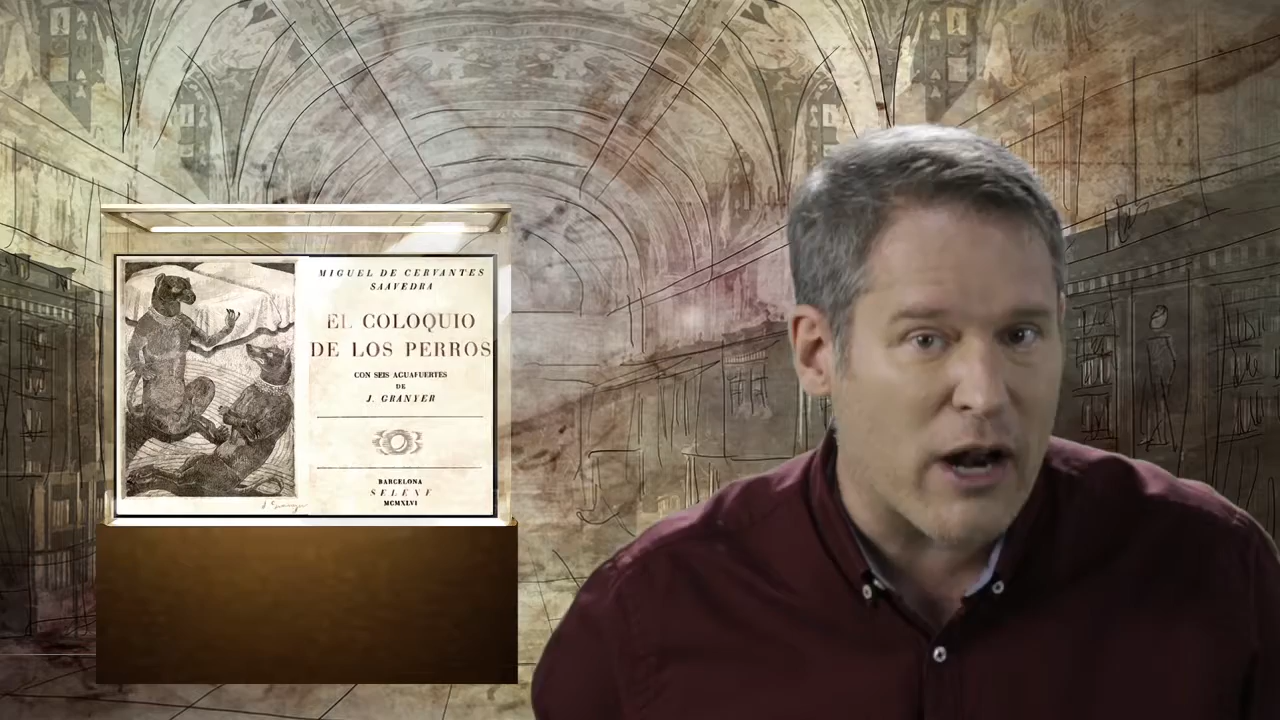 MIGUEL DE CERVANTES
SAAVEDRA
EL COLOQUIO
DE LOS PERROS
CON SEIS AGUAFUERTES
DE
J. GRANYER
BARCELONA
SELENE
MCMXLVI